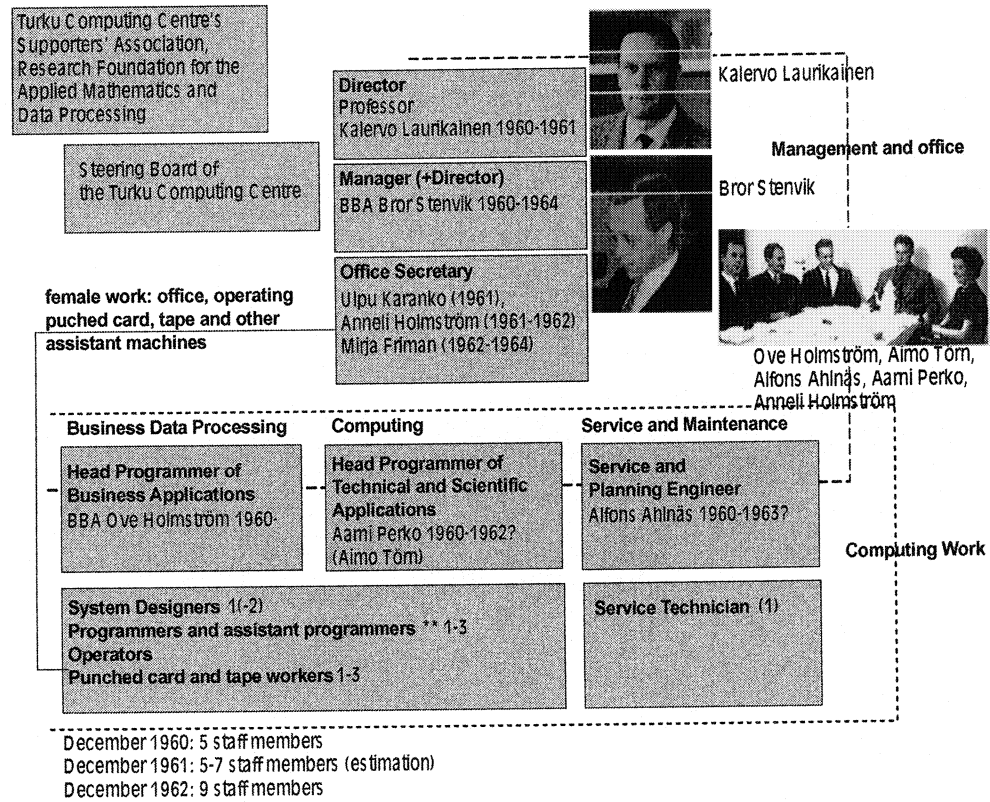 Turku Computing Centre's
Supporters' Association,
Research Foundation for the
Applied Mathematics and
Data Processing
Steering Board of
the Turku Computing Centre
Director
Professor
Kalervo Laurikainen 1960-1961
Kalervo Laurikainen
Management and office
Manager (+Director)
BBA Bror Stenvik 1960-1964
Bror Stenvik
Office Secretary
Ulpu Karanko (1961),
Anneli Holmström (1961-1962)
Mirja Friman (1962-1964)
female work: office, operating
puched card, tape and other
assistant machines
Ove Holmström, Aimo Törn,
Alfons Ahlnäs, Aarni Perko,
Anneli Holmström
Business Data Processing
Head Programmer of
Business Applications
BBA Ove Holmström 1960-
Computing
Head Programmer of
Technical and Scientific
Applications
Aarni Perko 1960-1962?
(Aimo Törn)
Service and Maintenance
Service and
Planning Engineer
Alfons Ahlnäs 1960-1963?
Computing Work
System Designers 1(-2)
Programmers and assistant programmers ** 1-3
Operators
Punched card and tape workers 1-3
Service Technician (1)
December 1960: 5 staff members
December 1961: 5-7 staff members (estimation)
December 1962: 9 staff members